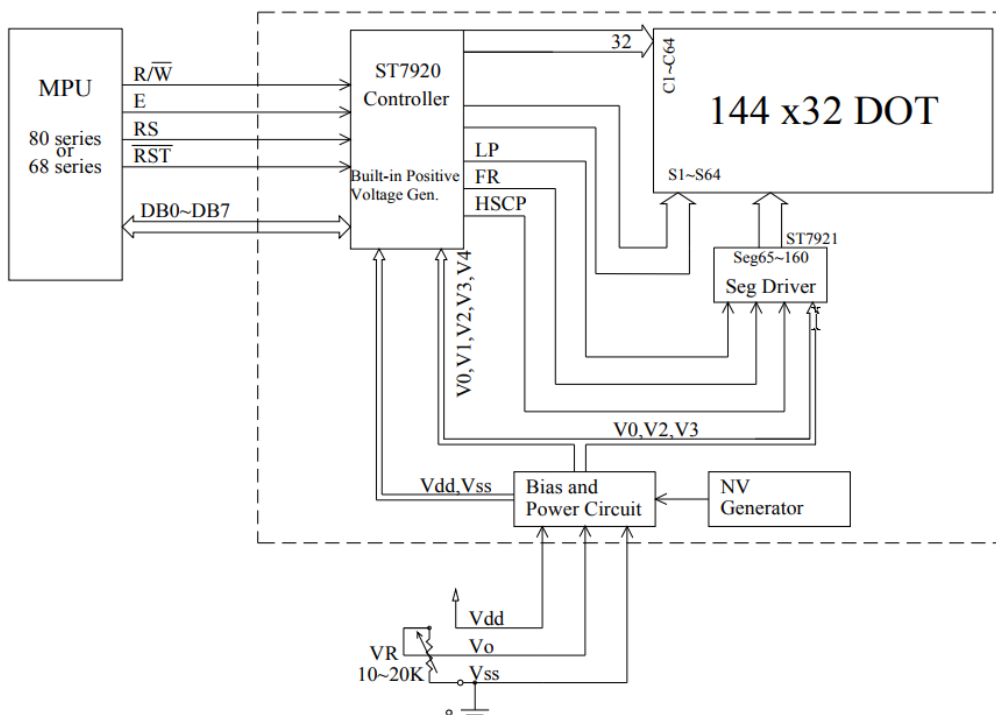 MPU
80 series
or
68 series
R/W̅
E
RS
R̅S̅T̅
DB0~DB7
ST7920
Controller
Built-in Positive
Voltage Gen.
32
C1~C64
144 x32 DOT
S1~S64
LP
FR
HSCP
ST7921
Seg65~160
Seg Driver
V0,V1,V2,V3,V4
V0,V2,V3
Vdd,Vss
Bias and
Power Circuit
NV
Generator
Vdd
VR
10~20K
Vo
Vss